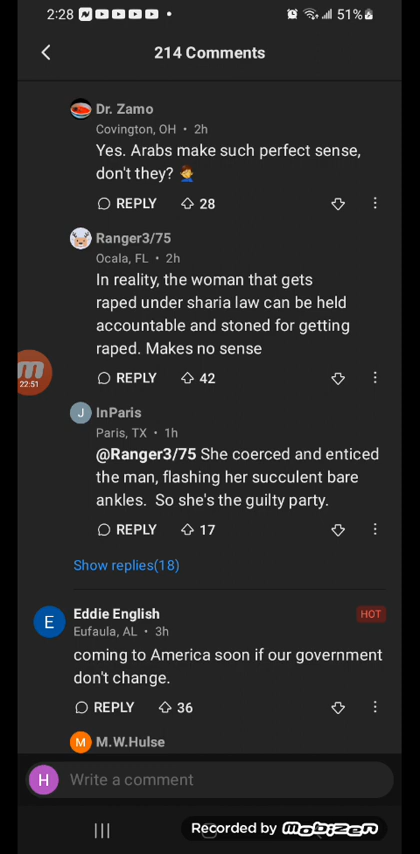 2:28 51%
214 Comments
Dr. Zamo
Covington, OH • 2h
Yes. Arabs make such perfect sense,
don't they? 🤦
REPLY 28
Ranger3/75
Ocala, FL • 2h
In reality, the woman that gets
raped under sharia law can be held
accountable and stoned for getting
raped. Makes no sense
REPLY 42
m
22:51
J InParis
Paris, TX • 1h
@Ranger3/75 She coerced and enticed
the man, flashing her succulent bare
ankles. So she's the guilty party.
REPLY 17
Show replies(18)
E Eddie English HOT
Eufaula, AL • 3h
coming to America soon if our government
don't change.
REPLY 36
M M.W.Hulse
H Write a comment
Recorded by mobizen